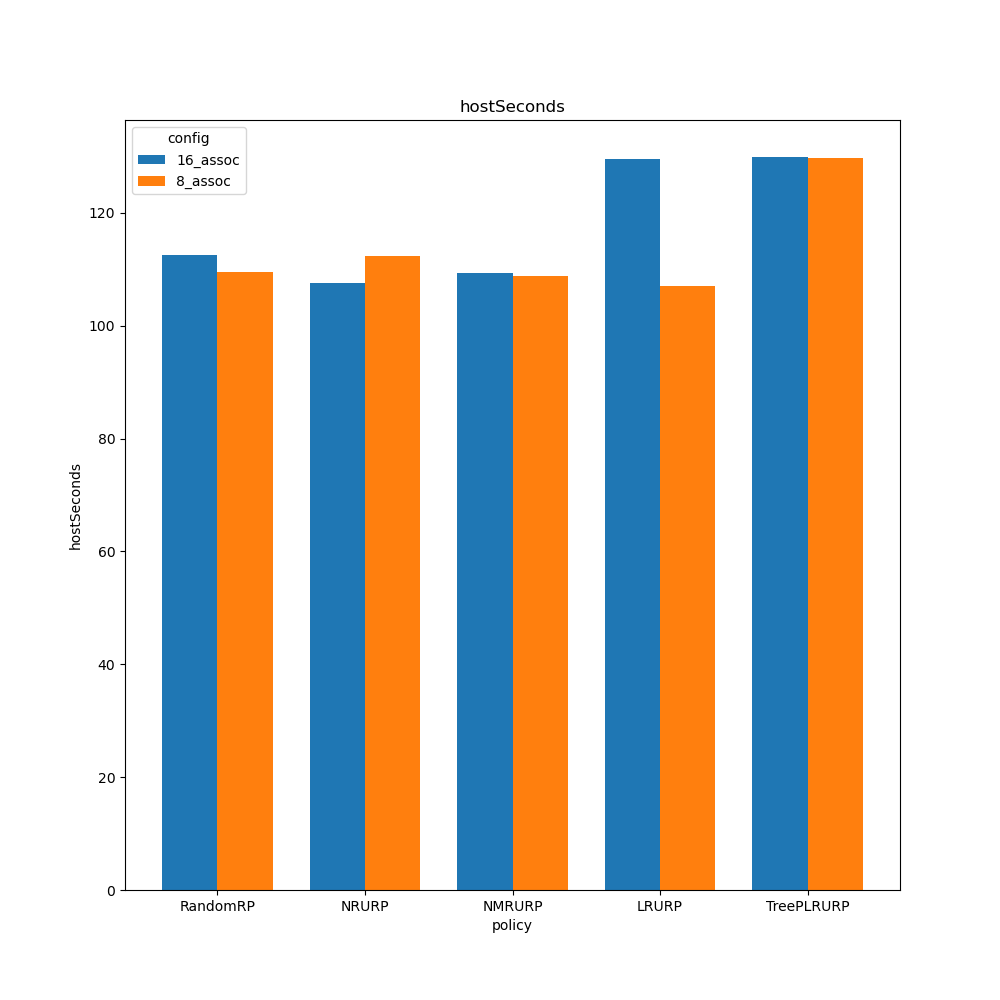 hostSeconds
config
16_assoc
8_assoc
120
100
80
60
40
20
0
hostSeconds
RandomRP NRURP NMRURP LRURP TreePLRURP
policy